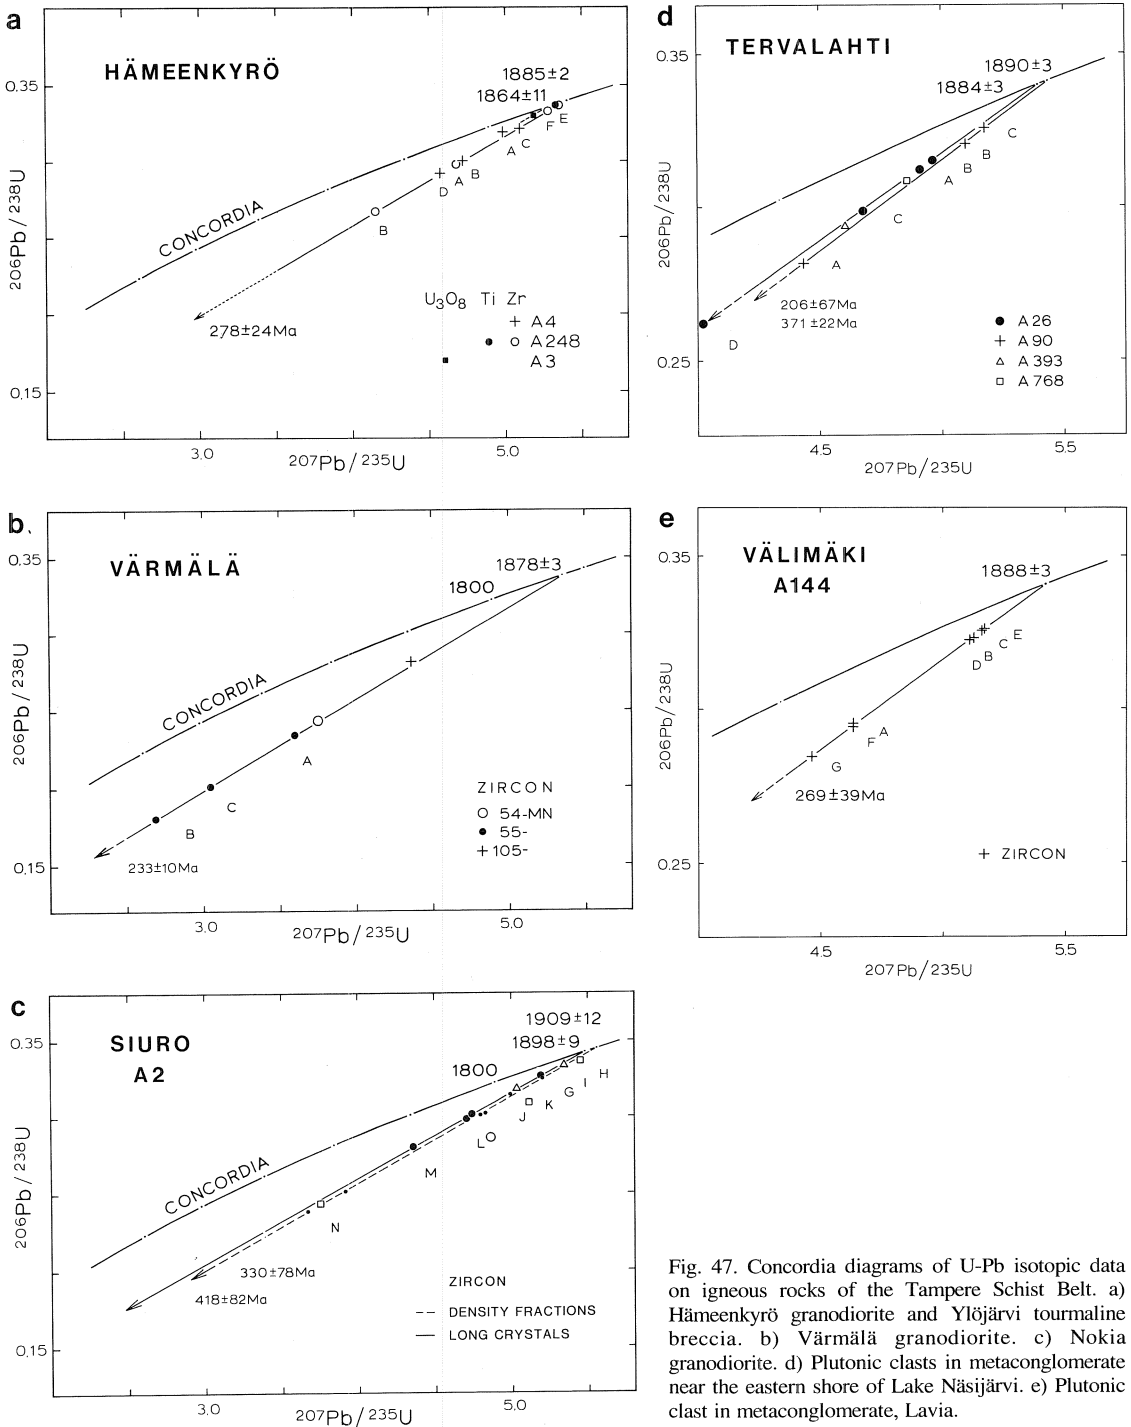 a
HÄMEENKYRÖ
1885±2
1864±11
0.35
0.15
206Pb/238U
CONCORDIA
E
F
C
A
B
A
D
B
278±24Ma
U3O8 Ti Zr
+ A4
A248
A3
3.0
5.0
207Pb/235U
b.
VÄRMÄLÄ
1878±3
1800
0.35
0.15
206Pb/238U
CONCORDIA
A
C
B
233±10Ma
ZIRCON
54-MN
55-
+105-
3.0
5.0
207Pb/235U
c
SIURO
A2
1909±12
1898±9
1800
0.35
0.15
206Pb/238U
CONCORDIA
H
I
G
K
J
L
M
N
330±78Ma
418±82Ma
ZIRCON
DENSITY FRACTIONS
LONG CRYSTALS
3.0
5.0
207Pb/235U
d
TERVALAHTI
1890±3
1884±3
0.35
0.25
206Pb/238U
C
B
B
A
C
A
D
206±67Ma
371±22Ma
A26
+ A90
A393
A768
4.5
5.5
207Pb/235U
e
VÄLIMÄKI
A144
1888±3
0.35
0.25
206Pb/238U
E
C
B
D
A
F
G
269±39Ma
+ ZIRCON
4.5
5.5
207Pb/235U
Fig. 47. Concordia diagrams of U-Pb isotopic data
on igneous rocks of the Tampere Schist Belt. a)
Hämeenkyrö granodiorite and Ylöjärvi tourmaline
breccia. b) Värmälä granodiorite. c) Nokia
granodiorite. d) Plutonic clasts in metaconglomerate
near the eastern shore of Lake Näsijärvi. e) Plutonic
clast in metaconglomerate, Lavia.